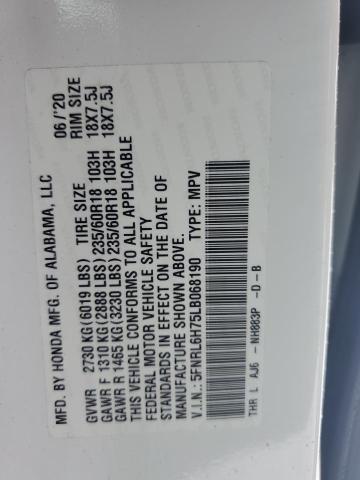 MFD. BY HONDA MFG. OF ALABAMA, LLC 06/'20
GVWR 2730 KG(6019 LBS) TIRE SIZE RIM SIZE
GAWR F 1310 KG(2888 LBS)235/60R18 103H 18X7.5J
GAWR R 1465 KG(3230 LBS)235/60R18 103H 18X7.5J
THIS VEHICLE CONFORMS TO ALL APPLICABLE
FEDERAL MOTOR VEHICLE SAFETY
STANDARDS IN EFFECT ON THE DATE OF
MANUFACTURE SHOWN ABOVE.
V.I.N.: 5FNRL6H75LB068190 TYPE: MPV
THR L AJ6 -NH883P -D-B